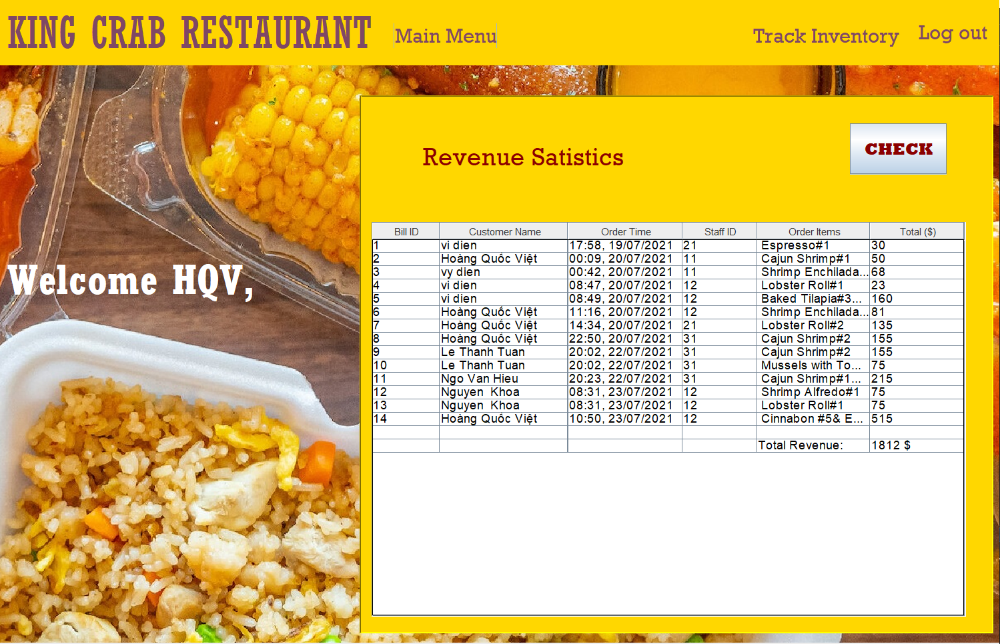 KING CRAB RESTAURANT Main Menu Track Inventory Log out
Revenue Satistics
CHECK
Welcome HQV,
Bill ID Customer Name Order Time Staff ID Order Items Total ($)
1 vi dien 17:58, 19/07/2021 21 Espresso#1 30
2 Hoàng Quốc Việt 00:09, 20/07/2021 11 Cajun Shrimp#1 50
3 vy dien 00:42, 20/07/2021 11 Shrimp Enchilada... 68
4 vi dien 08:47, 20/07/2021 12 Lobster Roll#1 23
5 vi dien 08:49, 20/07/2021 12 Baked Tilapia#3... 160
6 Hoàng Quốc Việt 11:16, 20/07/2021 12 Shrimp Enchilada... 81
7 Hoàng Quốc Việt 14:34, 20/07/2021 21 Lobster Roll#2 135
8 Hoàng Quốc Việt 22:50, 20/07/2021 31 Cajun Shrimp#2 155
9 Le Thanh Tuan 20:02, 22/07/2021 31 Cajun Shrimp#2 155
10 Le Thanh Tuan 20:02, 22/07/2021 31 Mussels with To... 75
11 Ngo Van Hieu 20:23, 22/07/2021 31 Cajun Shrimp#1... 215
12 Nguyen  Khoa 08:31, 23/07/2021 12 Shrimp Alfredo#1 75
13 Nguyen  Khoa 08:31, 23/07/2021 12 Lobster Roll#1 75
14 Hoàng Quốc Việt 10:50, 23/07/2021 12 Cinnabon #5& E... 515
Total Revenue: 1812 $